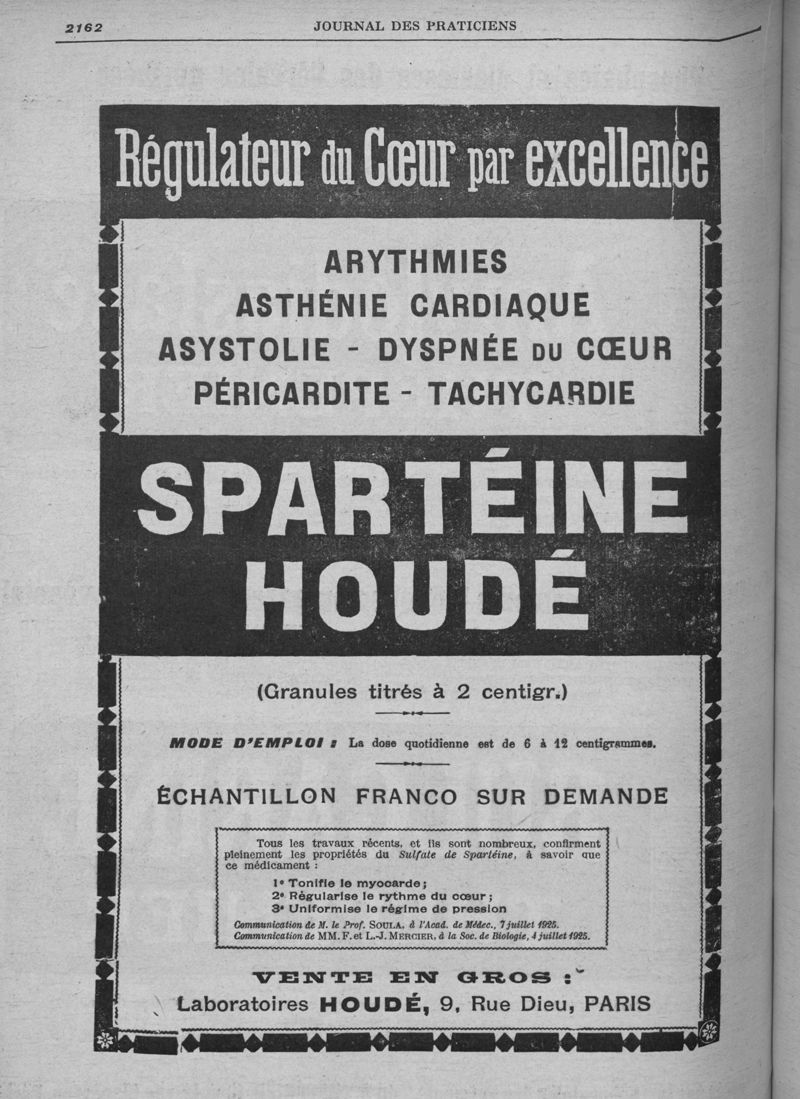 2162
JOURNAL DES PRATICIENS
Régulateur du Cœur par excellence
ARYTHMIES
ASTHÉNIE CARDIAQUE
ASYSTOLIE - DYSPNÉE DU CŒUR
PÉRICARDITE - TACHYCARDIE
SPARTÉINE
HOUDÉ
(Granules titrés à 2 centigr.)
MODE D'EMPLOI : La dose quotidienne est de 6 à 12 centigrammes.
ÉCHANTILLON FRANCO SUR DEMANDE
Tous les travaux récents, et ils sont nombreux, confirment
pleinement les propriétés du Sulfate de Spartéine, à savoir que
ce médicament :
1° Tonifie le myocarde;
2° Régularise le rythme du cœur;
3° Uniformise le régime de pression
Communication de M. le Prof. SOULA, à l'Acad. de Médec., 7 juillet 1925.
Communication de MM. F. et L.-J. MERCIER, à la Soc. de Biologie, 4 juillet 1925.
VENTE EN GROS :
Laboratoires HOUDÉ, 9, Rue Dieu, PARIS